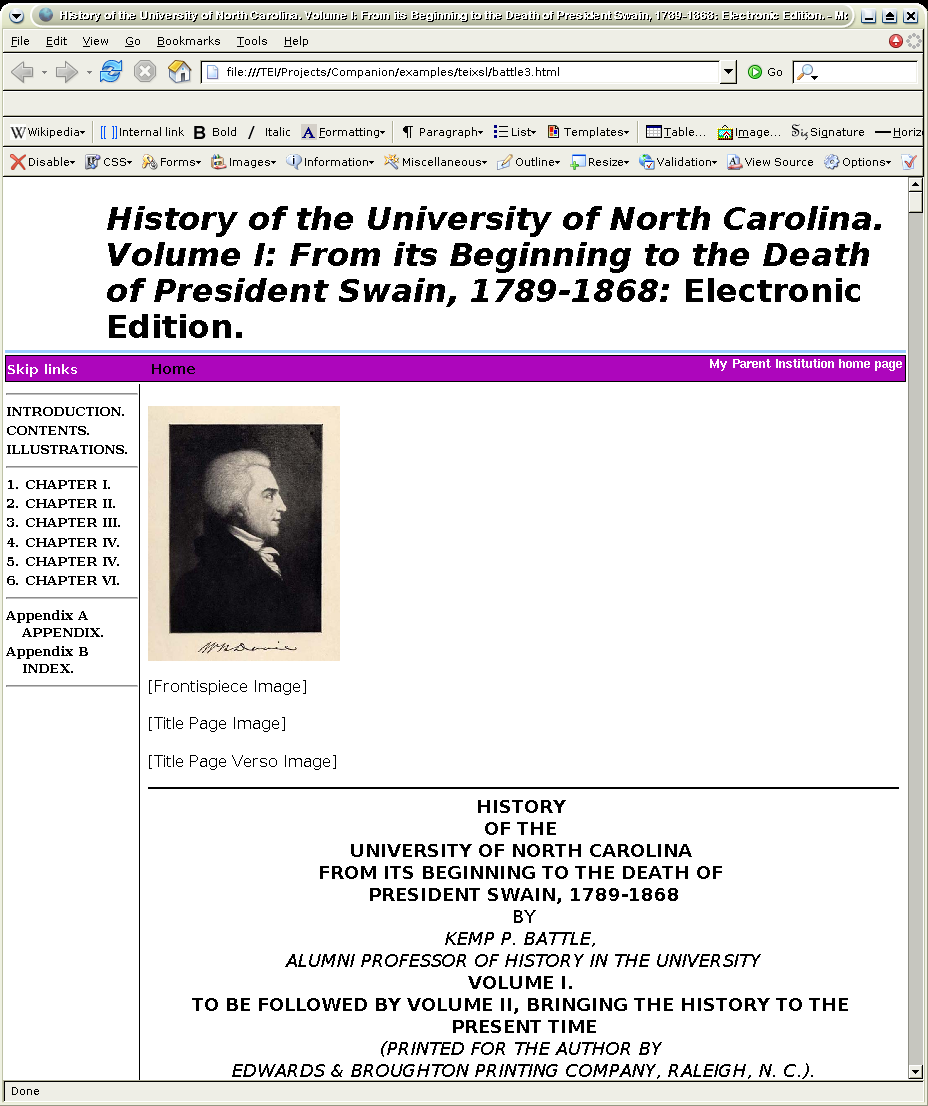 History of the University of North Carolina. Volume I: From its Beginning to the Death of President Swain, 1789-1868: Electronic Edition. - Mo
File Edit View Go Bookmarks Tools Help
file:///TEI/Projects/Companion/examples/teixsl/battle3.html Go
Wikipedia [[ ]]Internal link B Bold I Italic A Formatting ¶ Paragraph List Templates Table... Image... Signature Horizo
Disable CSS Forms Images Information Miscellaneous Outline Resize Validation View Source Options
History of the University of North Carolina.
Volume I: From its Beginning to the Death
of President Swain, 1789-1868: Electronic
Edition.
Skip links Home My Parent Institution home page
INTRODUCTION.
CONTENTS.
ILLUSTRATIONS.
1. CHAPTER I.
2. CHAPTER II.
3. CHAPTER III.
4. CHAPTER IV.
5. CHAPTER IV.
6. CHAPTER VI.
Appendix A
APPENDIX.
Appendix B
INDEX.
[Frontispiece Image]
[Title Page Image]
[Title Page Verso Image]
HISTORY
OF THE
UNIVERSITY OF NORTH CAROLINA
FROM ITS BEGINNING TO THE DEATH OF
PRESIDENT SWAIN, 1789-1868
BY
KEMP P. BATTLE,
ALUMNI PROFESSOR OF HISTORY IN THE UNIVERSITY
VOLUME I.
TO BE FOLLOWED BY VOLUME II, BRINGING THE HISTORY TO THE
PRESENT TIME
(PRINTED FOR THE AUTHOR BY
EDWARDS & BROUGHTON PRINTING COMPANY, RALEIGH, N. C.).
Done